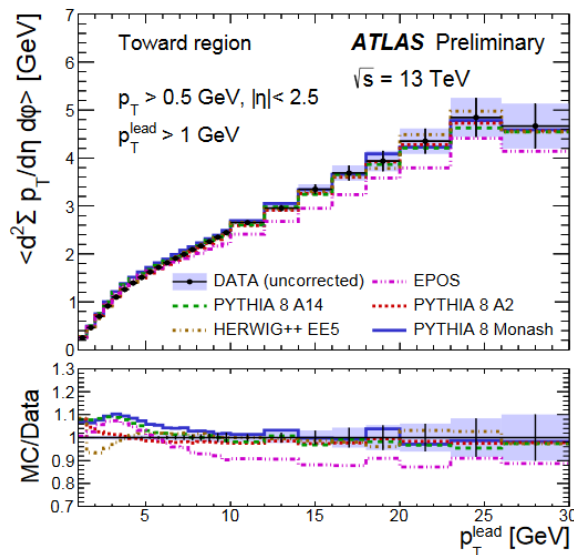 <d²Σ p_T/dη dφ> [GeV]
7
6
5
4
3
2
1
0
Toward region
ATLAS Preliminary
p_T > 0.5 GeV, |η| < 2.5
√s = 13 TeV
p_T^lead > 1 GeV
DATA (uncorrected)
EPOS
PYTHIA 8 A14
PYTHIA 8 A2
HERWIG++ EE5
PYTHIA 8 Monash
MC/Data
1.3
1.2
1.1
1.0
0.9
0.8
0.7
5 10 15 20 25 30
p_T^lead [GeV]